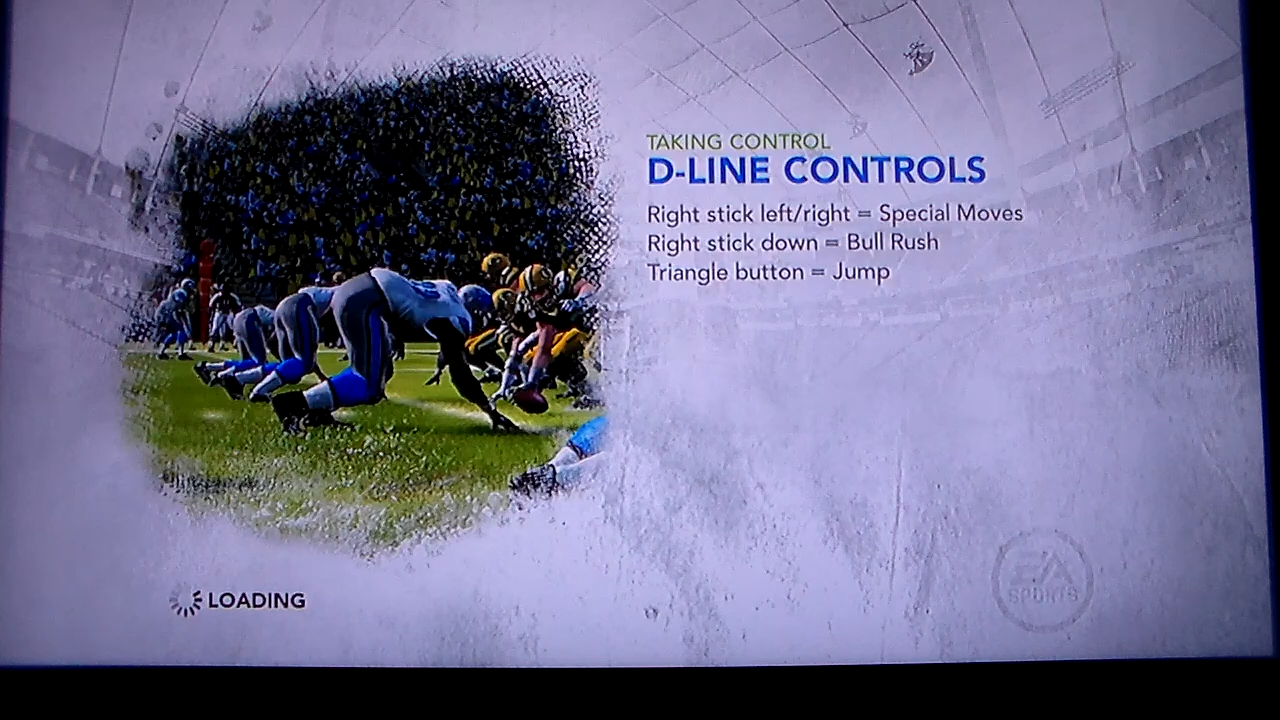 TAKING CONTROL
D-LINE CONTROLS
Right stick left/right = Special Moves
Right stick down = Bull Rush
Triangle button = Jump
LOADING
EA
SPORTS